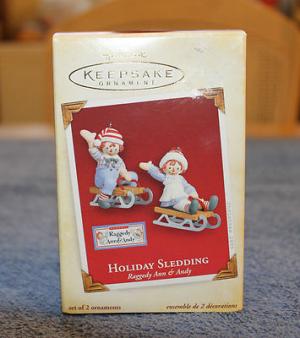 Hallmark
KEEPSAKE
ORNAMENT
Raggedy
Ann & Andy
HOLIDAY SLEDDING
Raggedy Ann & Andy
set of 2 ornaments
ensemble de 2 décorations